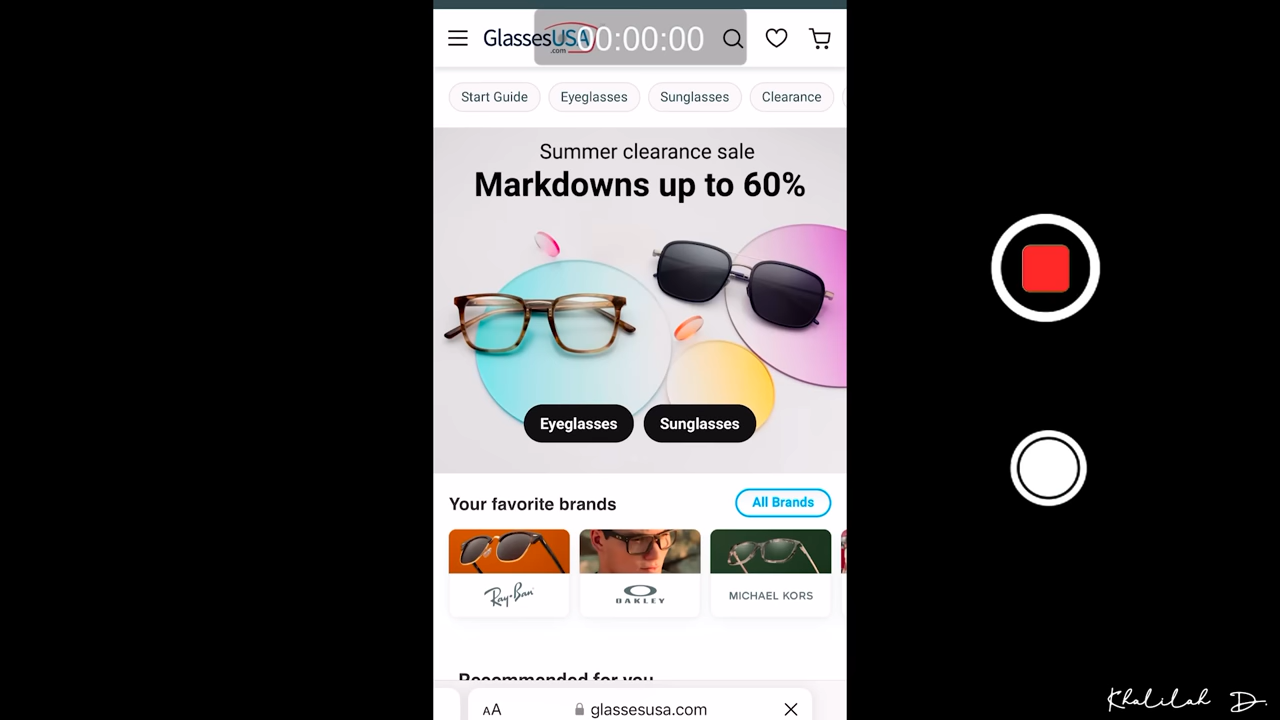 GlassesUSA
.com
00:00:00
Start Guide
Eyeglasses
Sunglasses
Clearance
Summer clearance sale
Markdowns up to 60%
Eyeglasses
Sunglasses
Your favorite brands
All Brands
Ray-Ban
OAKLEY
MICHAEL KORS
Recommended for you
AA
glassesusa.com
Khalilah D.